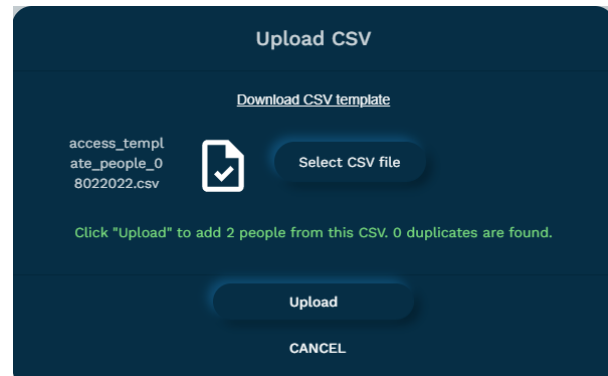 Upload CSV
Download CSV template
access_templ
ate_people_0
8022022.csv
Select CSV file
Click "Upload" to add 2 people from this CSV. 0 duplicates are found.
Upload
CANCEL